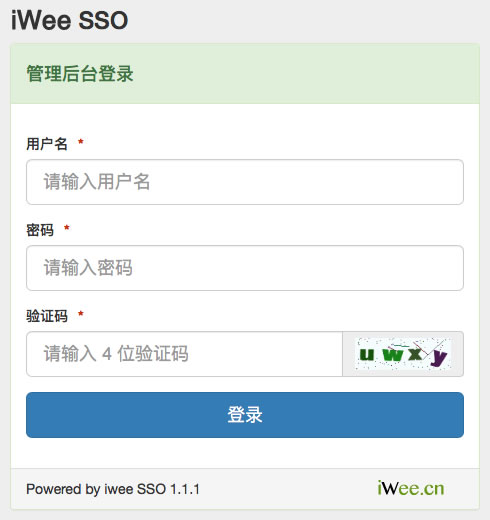 iWee SSO
管理后台登录
用户名 *
请输入用户名
密码 *
请输入密码
验证码 *
请输入 4 位验证码
uwxy
登录
Powered by iwee SSO 1.1.1
iWee.cn